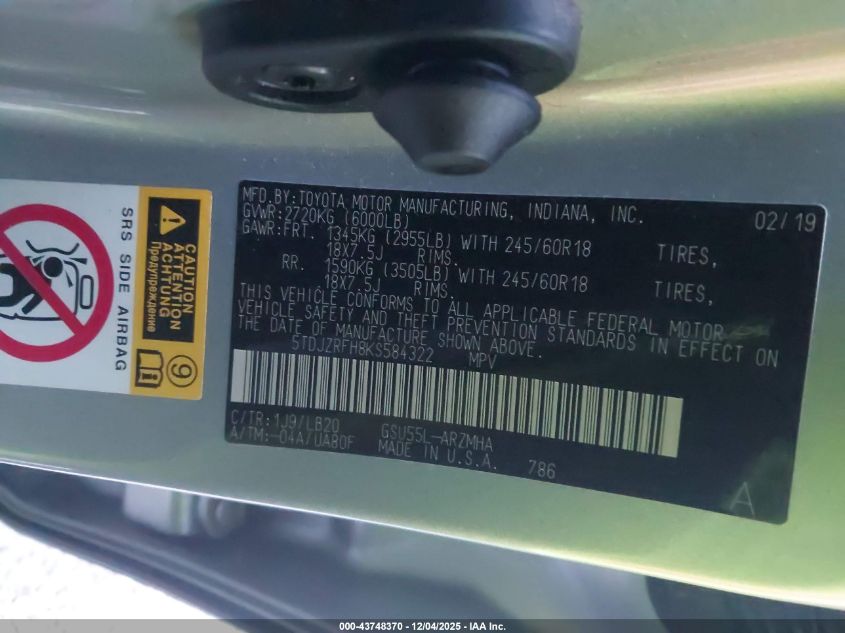 SRS SIDE AIRBAG
CAUTION
ATTENTION
ACHTUNG
Предупреждение
9
MFD.BY:TOYOTA MOTOR MANUFACTURING, INDIANA, INC. 02/19
GVWR:2720KG (6000LB)
GAWR:FRT. 1345KG (2955LB) WITH 245/60R18 TIRES,
18X7.5J RIMS.
RR. 1590KG (3505LB) WITH 245/60R18 TIRES,
18X7.5J RIMS.
THIS VEHICLE CONFORMS TO ALL APPLICABLE FEDERAL MOTOR
VEHICLE SAFETY AND THEFT PREVENTION STANDARDS IN EFFECT ON
THE DATE OF MANUFACTURE SHOWN ABOVE.
5TDJZRFH8KS584322 MPV
C/TR:1J9/LB20 GSU55L-ARZMHA
A/TM:-04A/UA80F MADE IN U.S.A. 786
A
000-43748370 - 12/04/2025 - IAA Inc.